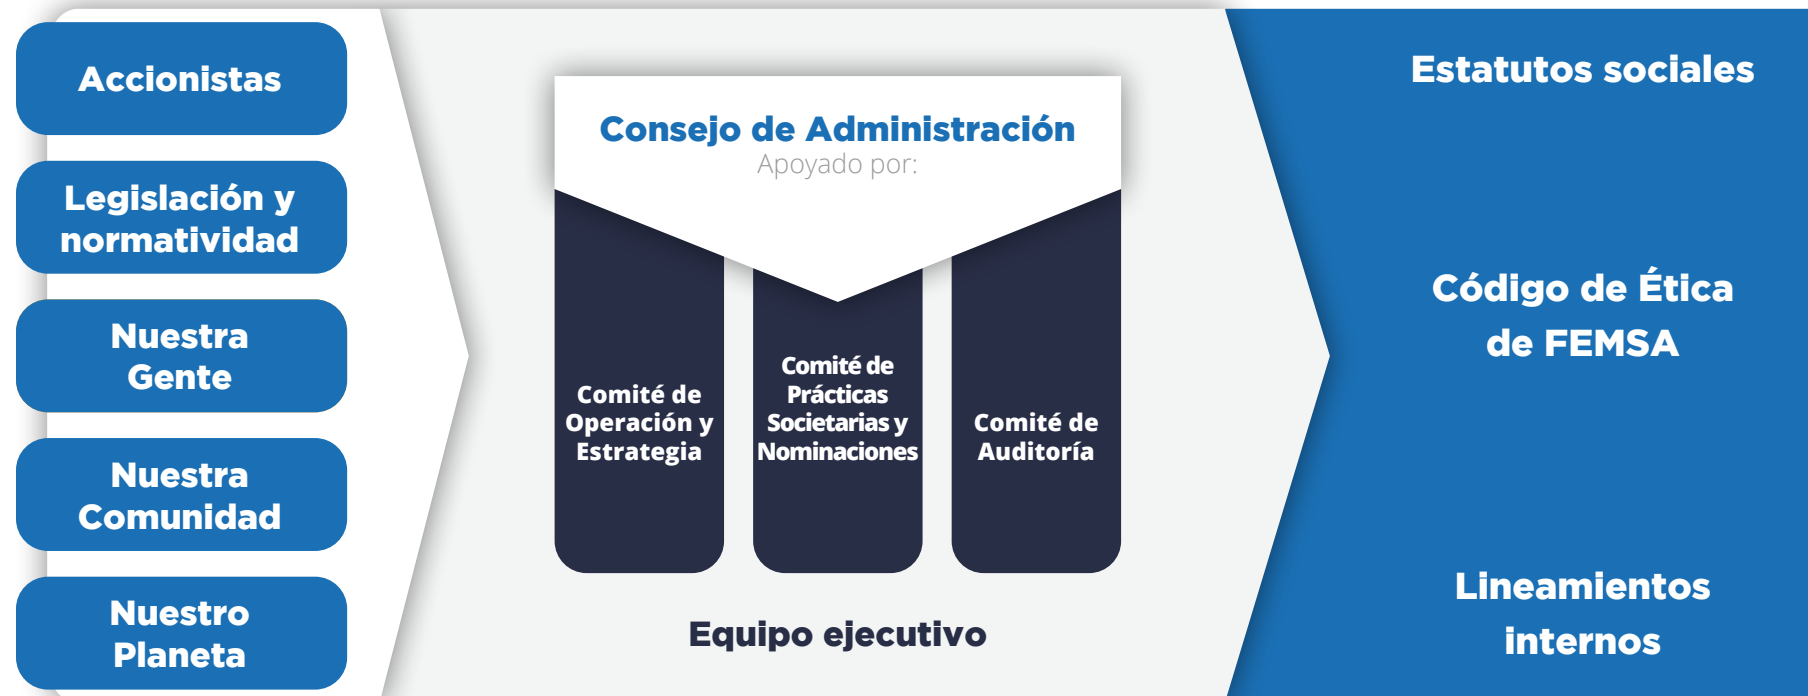 Accionistas
Legislación y
normatividad
Nuestra
Gente
Nuestra
Comunidad
Nuestro
Planeta
Consejo de Administración
Apoyado por:
Comité de
Operación y
Estrategia
Comité de
Prácticas
Societarias y
Nominaciones
Comité de
Auditoría
Equipo ejecutivo
Estatutos sociales
Código de Ética
de FEMSA
Lineamientos
internos